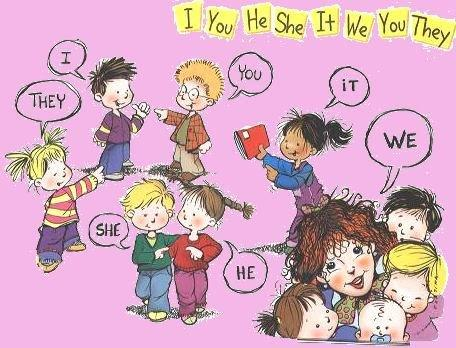 I You He She It We You They
I
YOU
THEY
iT
WE
SHE
HE